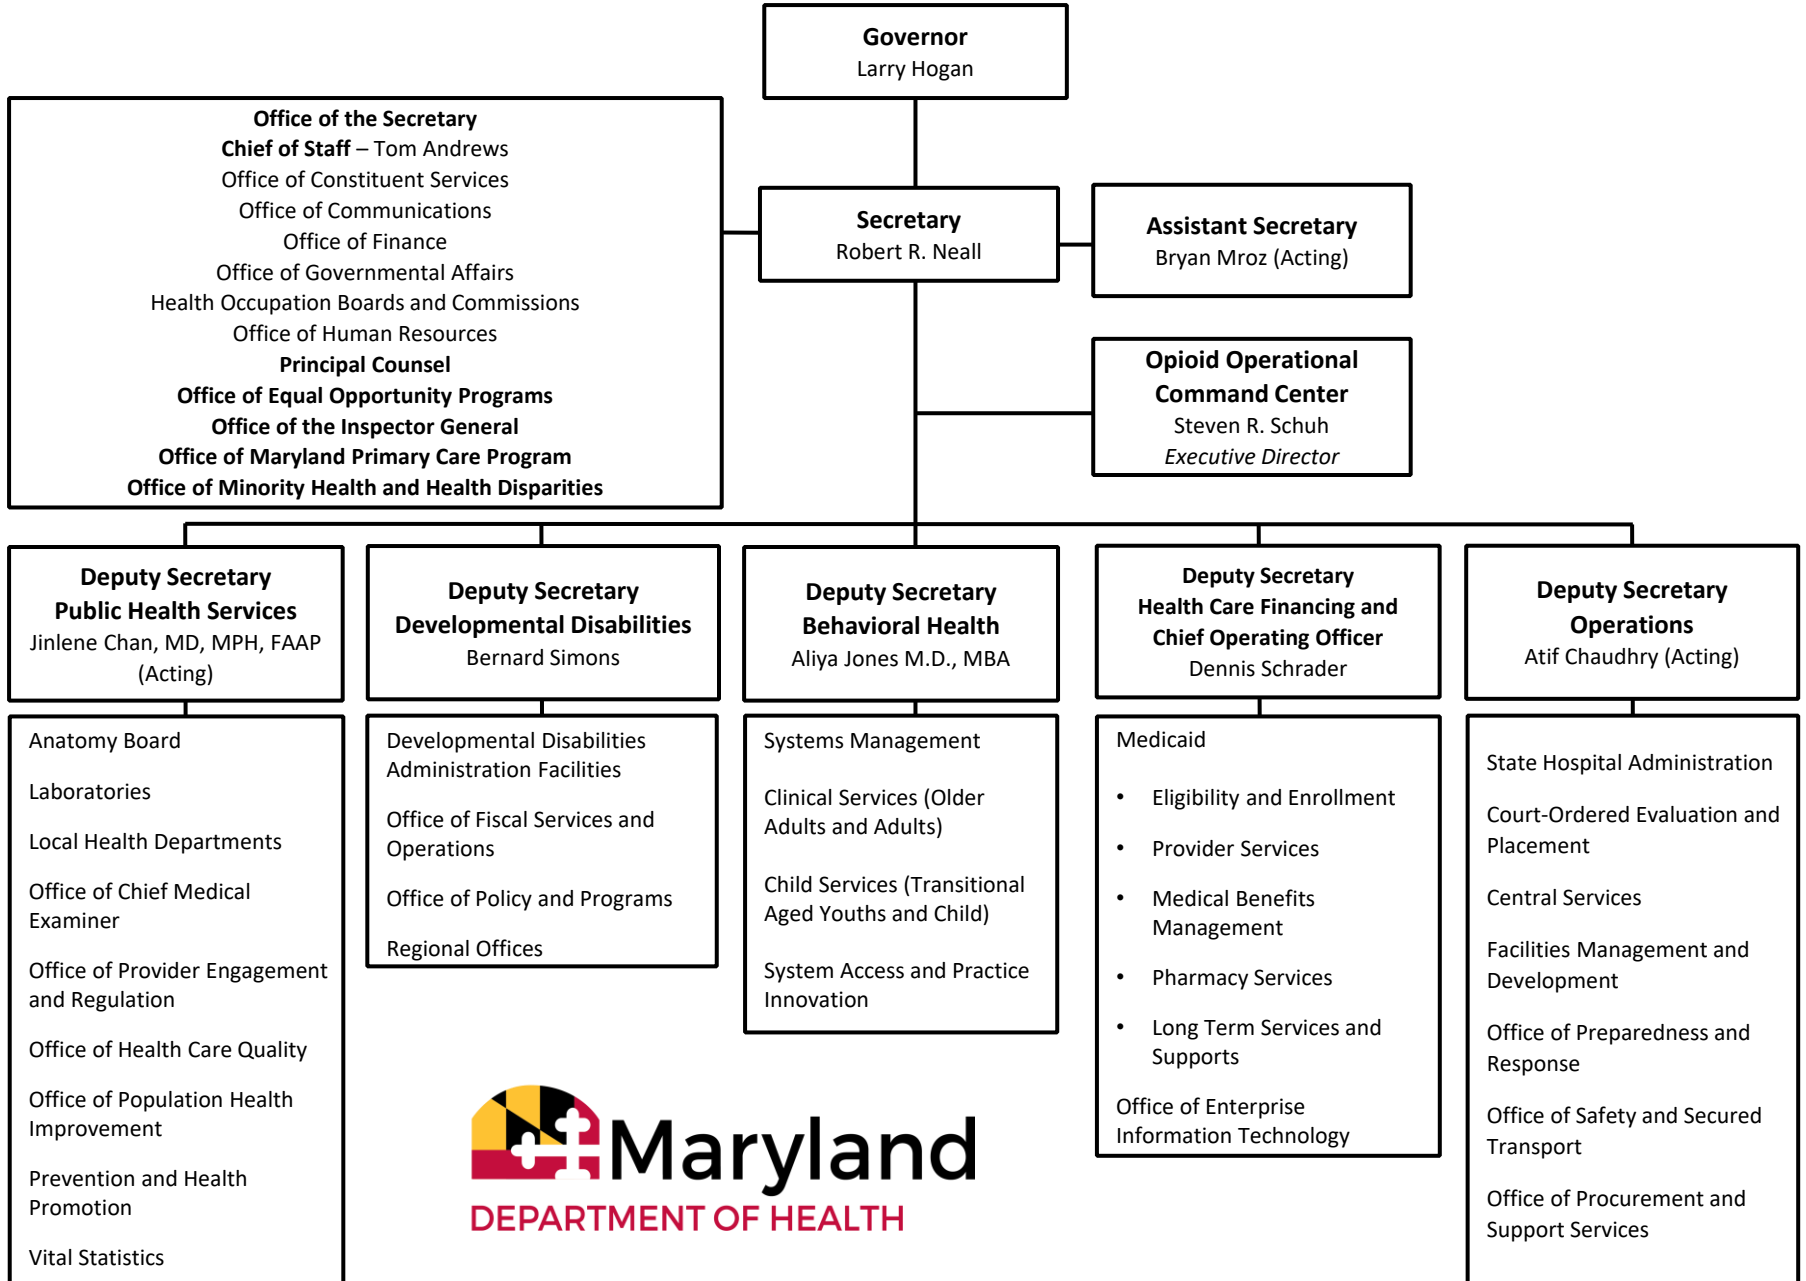 Governor
Larry Hogan
Office of the Secretary
Chief of Staff – Tom Andrews
Office of Constituent Services
Office of Communications
Office of Finance
Office of Governmental Affairs
Health Occupation Boards and Commissions
Office of Human Resources
Principal Counsel
Office of Equal Opportunity Programs
Office of the Inspector General
Office of Maryland Primary Care Program
Office of Minority Health and Health Disparities
Secretary
Robert R. Neall
Assistant Secretary
Bryan Mroz (Acting)
Opioid Operational
Command Center
Steven R. Schuh
Executive Director
Deputy Secretary
Public Health Services
Jinlene Chan, MD, MPH, FAAP
(Acting)
Anatomy Board
Laboratories
Local Health Departments
Office of Chief Medical
Examiner
Office of Provider Engagement
and Regulation
Office of Health Care Quality
Office of Population Health
Improvement
Prevention and Health
Promotion
Vital Statistics
Deputy Secretary
Developmental Disabilities
Bernard Simons
Developmental Disabilities
Administration Facilities
Office of Fiscal Services and
Operations
Office of Policy and Programs
Regional Offices
Deputy Secretary
Behavioral Health
Aliya Jones M.D., MBA
Systems Management
Clinical Services (Older
Adults and Adults)
Child Services (Transitional
Aged Youths and Child)
System Access and Practice
Innovation
Deputy Secretary
Health Care Financing and
Chief Operating Officer
Dennis Schrader
Medicaid
• Eligibility and Enrollment
• Provider Services
• Medical Benefits
Management
• Pharmacy Services
• Long Term Services and
Supports
Office of Enterprise
Information Technology
Deputy Secretary
Operations
Atif Chaudhry (Acting)
State Hospital Administration
Court-Ordered Evaluation and
Placement
Central Services
Facilities Management and
Development
Office of Preparedness and
Response
Office of Safety and Secured
Transport
Office of Procurement and
Support Services
Maryland
DEPARTMENT OF HEALTH